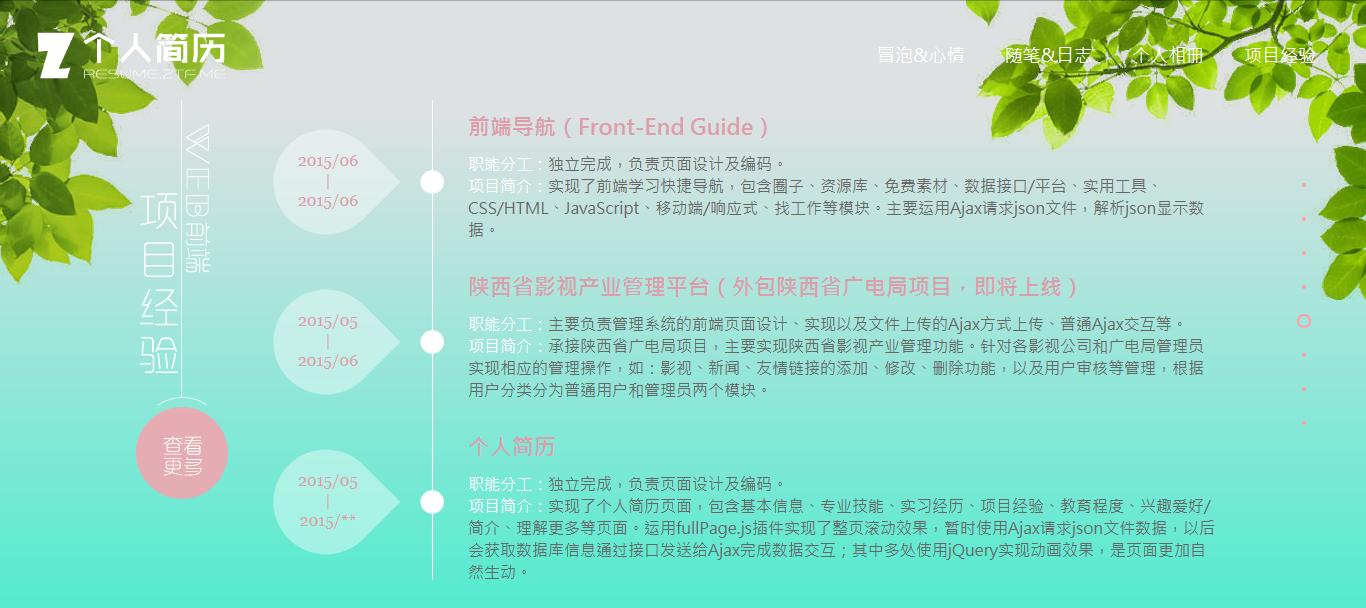 Z 个人简历
RESUME.ZTF.ME
冒泡&心情 随笔&日志 个人相册 项目经验
WEB前端
项目经验
查看
更多
2015/06
|
2015/06
前端导航（Front-End Guide）
职能分工：独立完成，负责页面设计及编码。
项目简介：实现了前端学习快捷导航，包含圈子、资源库、免费素材、数据接口/平台、实用工具、
CSS/HTML、JavaScript、移动端/响应式、找工作等模块。主要运用Ajax请求json文件，解析json显示数
据。
2015/05
|
2015/06
陕西省影视产业管理平台（外包陕西省广电局项目，即将上线）
职能分工：主要负责管理系统的前端页面设计、实现以及文件上传的Ajax方式上传、普通Ajax交互等。
项目简介：承接陕西省广电局项目，主要实现陕西省影视产业管理功能。针对各影视公司和广电局管理员
实现相应的管理操作，如：影视、新闻、友情链接的添加、修改、删除功能，以及用户审核等管理，根据
用户分类分为普通用户和管理员两个模块。
2015/05
|
2015/**
个人简历
职能分工：独立完成，负责页面设计及编码。
项目简介：实现了个人简历页面，包含基本信息、专业技能、实习经历、项目经验、教育程度、兴趣爱好/
简介、理解更多等页面。运用fullPage.js插件实现了整页滚动效果，暂时使用Ajax请求json文件数据，以后
会获取数据库信息通过接口发送给Ajax完成数据交互；其中多处使用jQuery实现动画效果，是页面更加自
然生动。